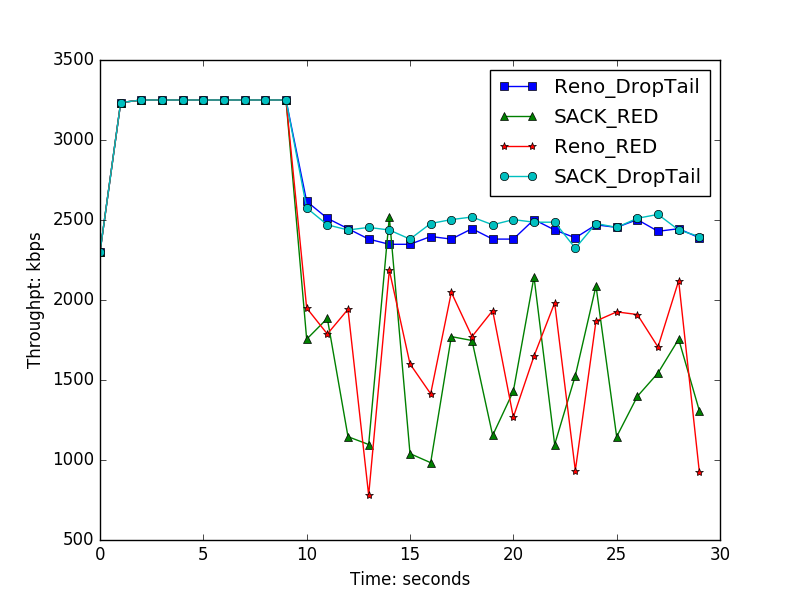 3500
3000
2500
2000
1500
1000
500
0
5
10
15
20
25
30
Throughpt: kbps
Time: seconds
Reno_DropTail
SACK_RED
Reno_RED
SACK_DropTail